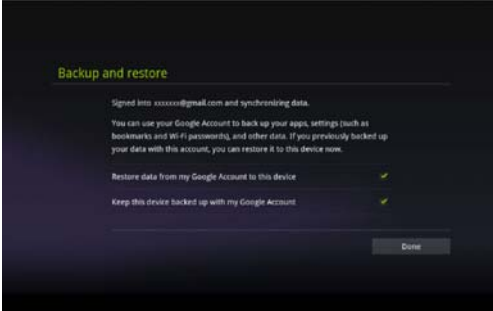 Backup and restore
Signed into xxxxxxx@gmail.com and synchronizing data.
You can use your Google Account to back up your apps, settings (such as
bookmarks and Wi-Fi passwords), and other data. If you previously backed up
your data with this account, you can restore it to this device now.
Restore data from my Google Account to this device
Keep this device backed up with my Google Account
Done